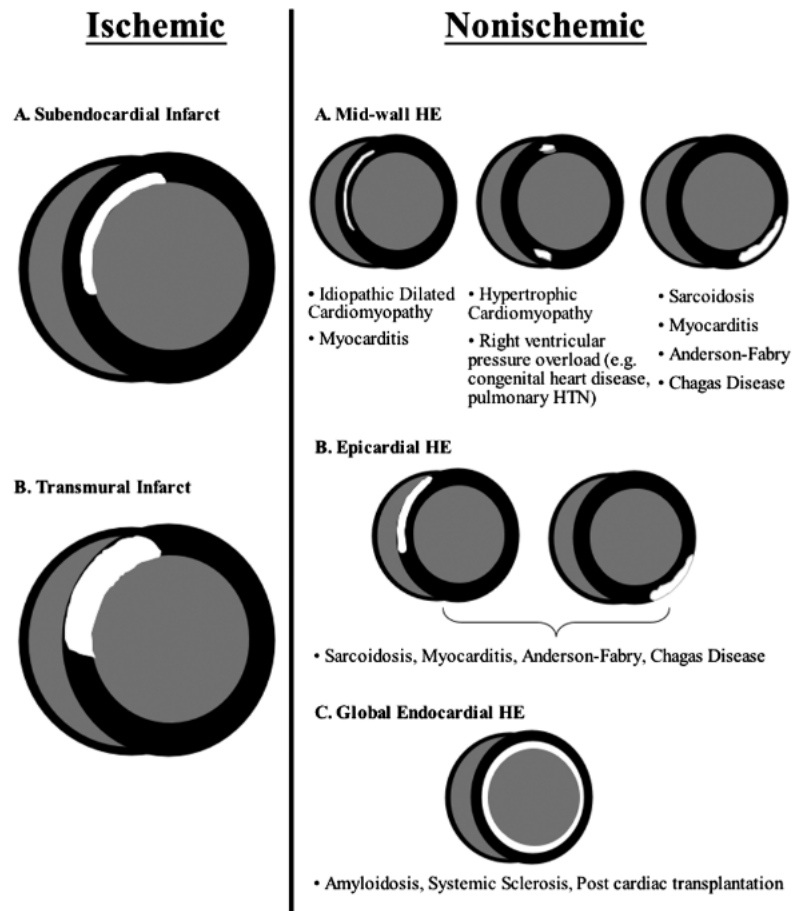 Ischemic
Nonischemic
A. Subendocardial Infarct
A. Mid-wall HE
• Idiopathic Dilated
Cardiomyopathy
• Myocarditis
• Hypertrophic
Cardiomyopathy
• Right ventricular
pressure overload (e.g.
congenital heart disease,
pulmonary HTN)
• Sarcoidosis
• Myocarditis
• Anderson-Fabry
• Chagas Disease
B. Transmural Infarct
B. Epicardial HE
• Sarcoidosis, Myocarditis, Anderson-Fabry, Chagas Disease
C. Global Endocardial HE
• Amyloidosis, Systemic Sclerosis, Post cardiac transplantation